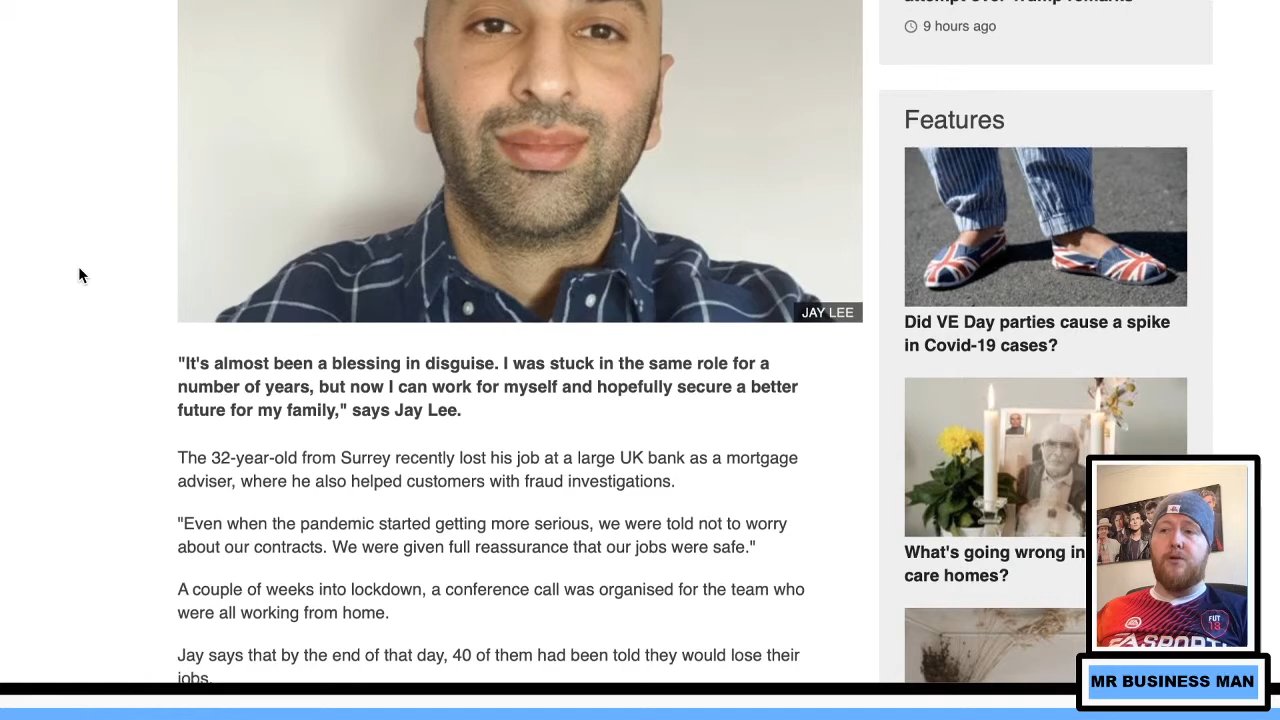 9 hours ago
JAY LEE
"It's almost been a blessing in disguise. I was stuck in the same role for a
number of years, but now I can work for myself and hopefully secure a better
future for my family," says Jay Lee.
The 32-year-old from Surrey recently lost his job at a large UK bank as a mortgage
adviser, where he also helped customers with fraud investigations.
"Even when the pandemic started getting more serious, we were told not to worry
about our contracts. We were given full reassurance that our jobs were safe."
A couple of weeks into lockdown, a conference call was organised for the team who
were all working from home.
Jay says that by the end of that day, 40 of them had been told they would lose their
jobs.
Features
Did VE Day parties cause a spike
in Covid-19 cases?
What's going wrong in
care homes?
FUT
18
EA SPORTS
MR BUSINESS MAN